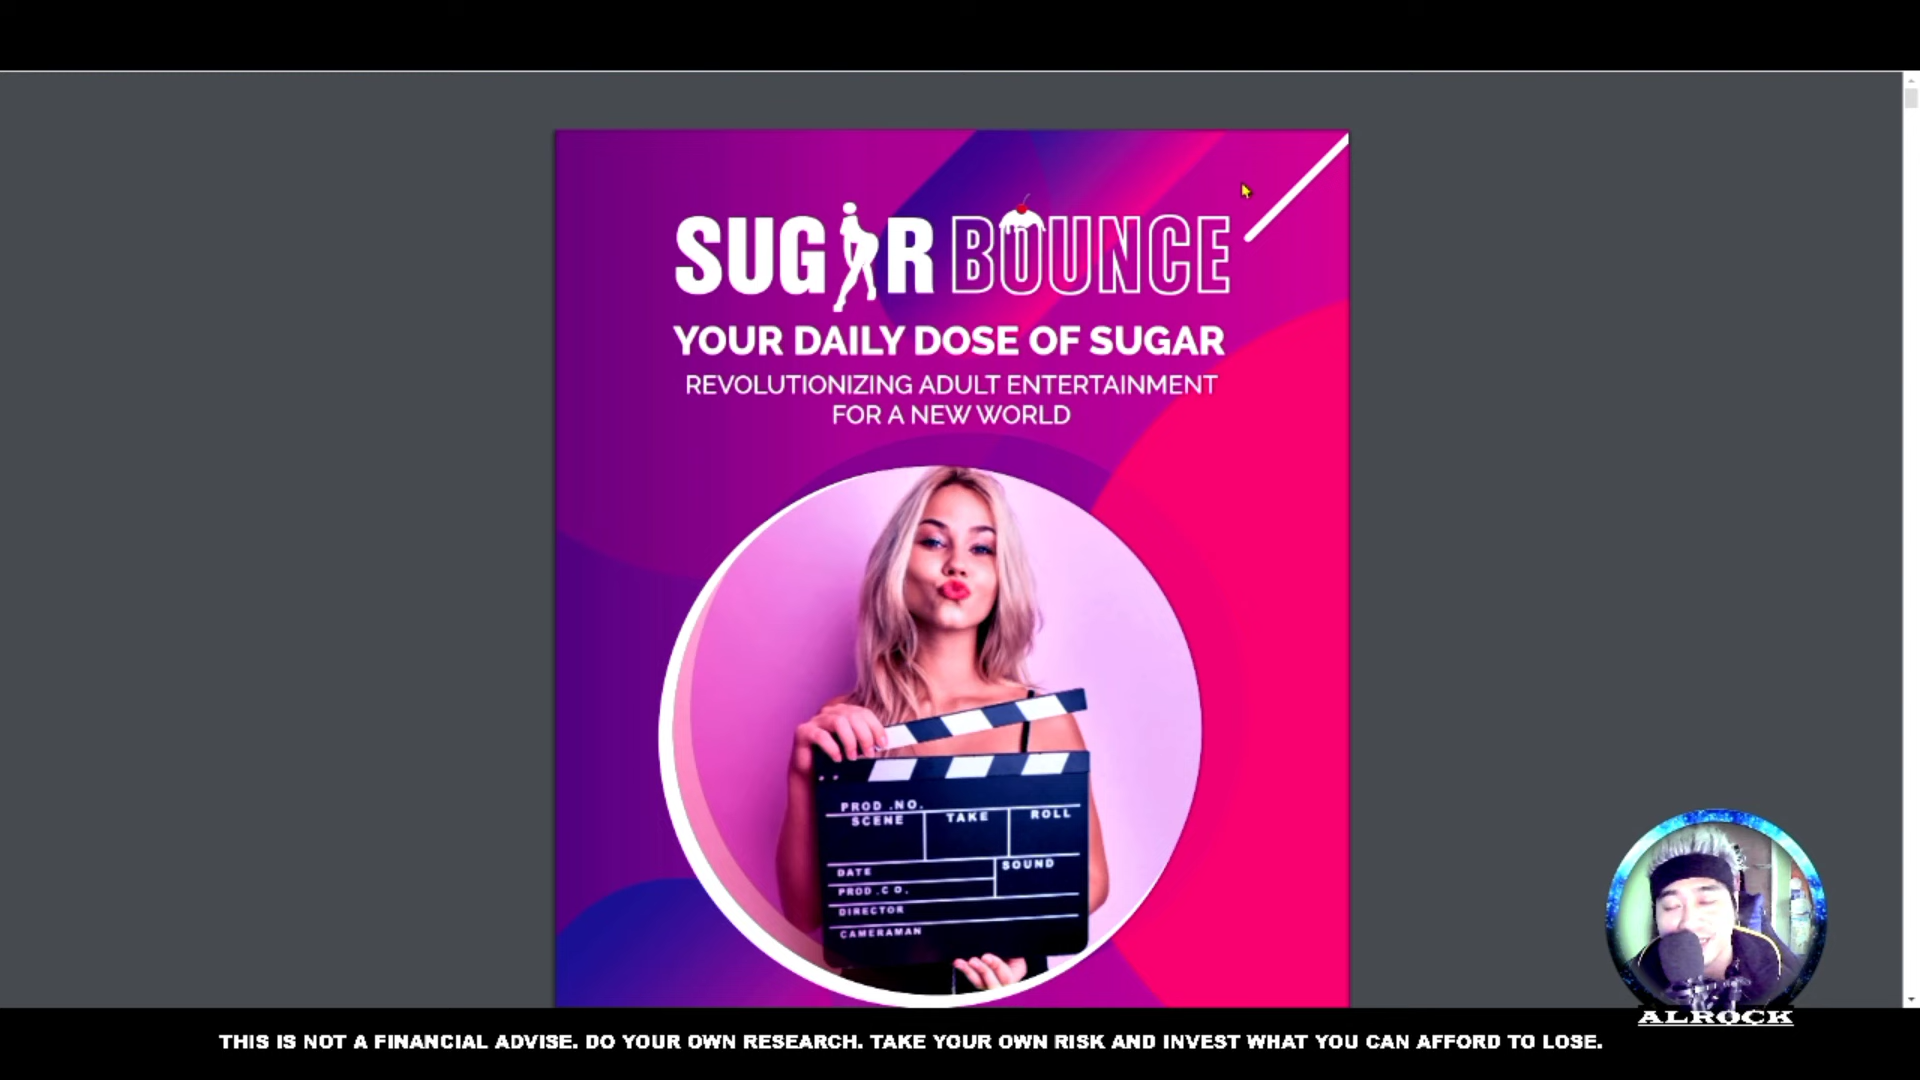 SUGAR BOUNCE
YOUR DAILY DOSE OF SUGAR
REVOLUTIONIZING ADULT ENTERTAINMENT
FOR A NEW WORLD
PROD .NO.
SCENE
TAKE
ROLL
SOUND
DATE
PROD.CO.
DIRECTOR
CAMERAMAN
ALROCK
THIS IS NOT A FINANCIAL ADVISE. DO YOUR OWN RESEARCH. TAKE YOUR OWN RISK AND INVEST WHAT YOU CAN AFFORD TO LOSE.